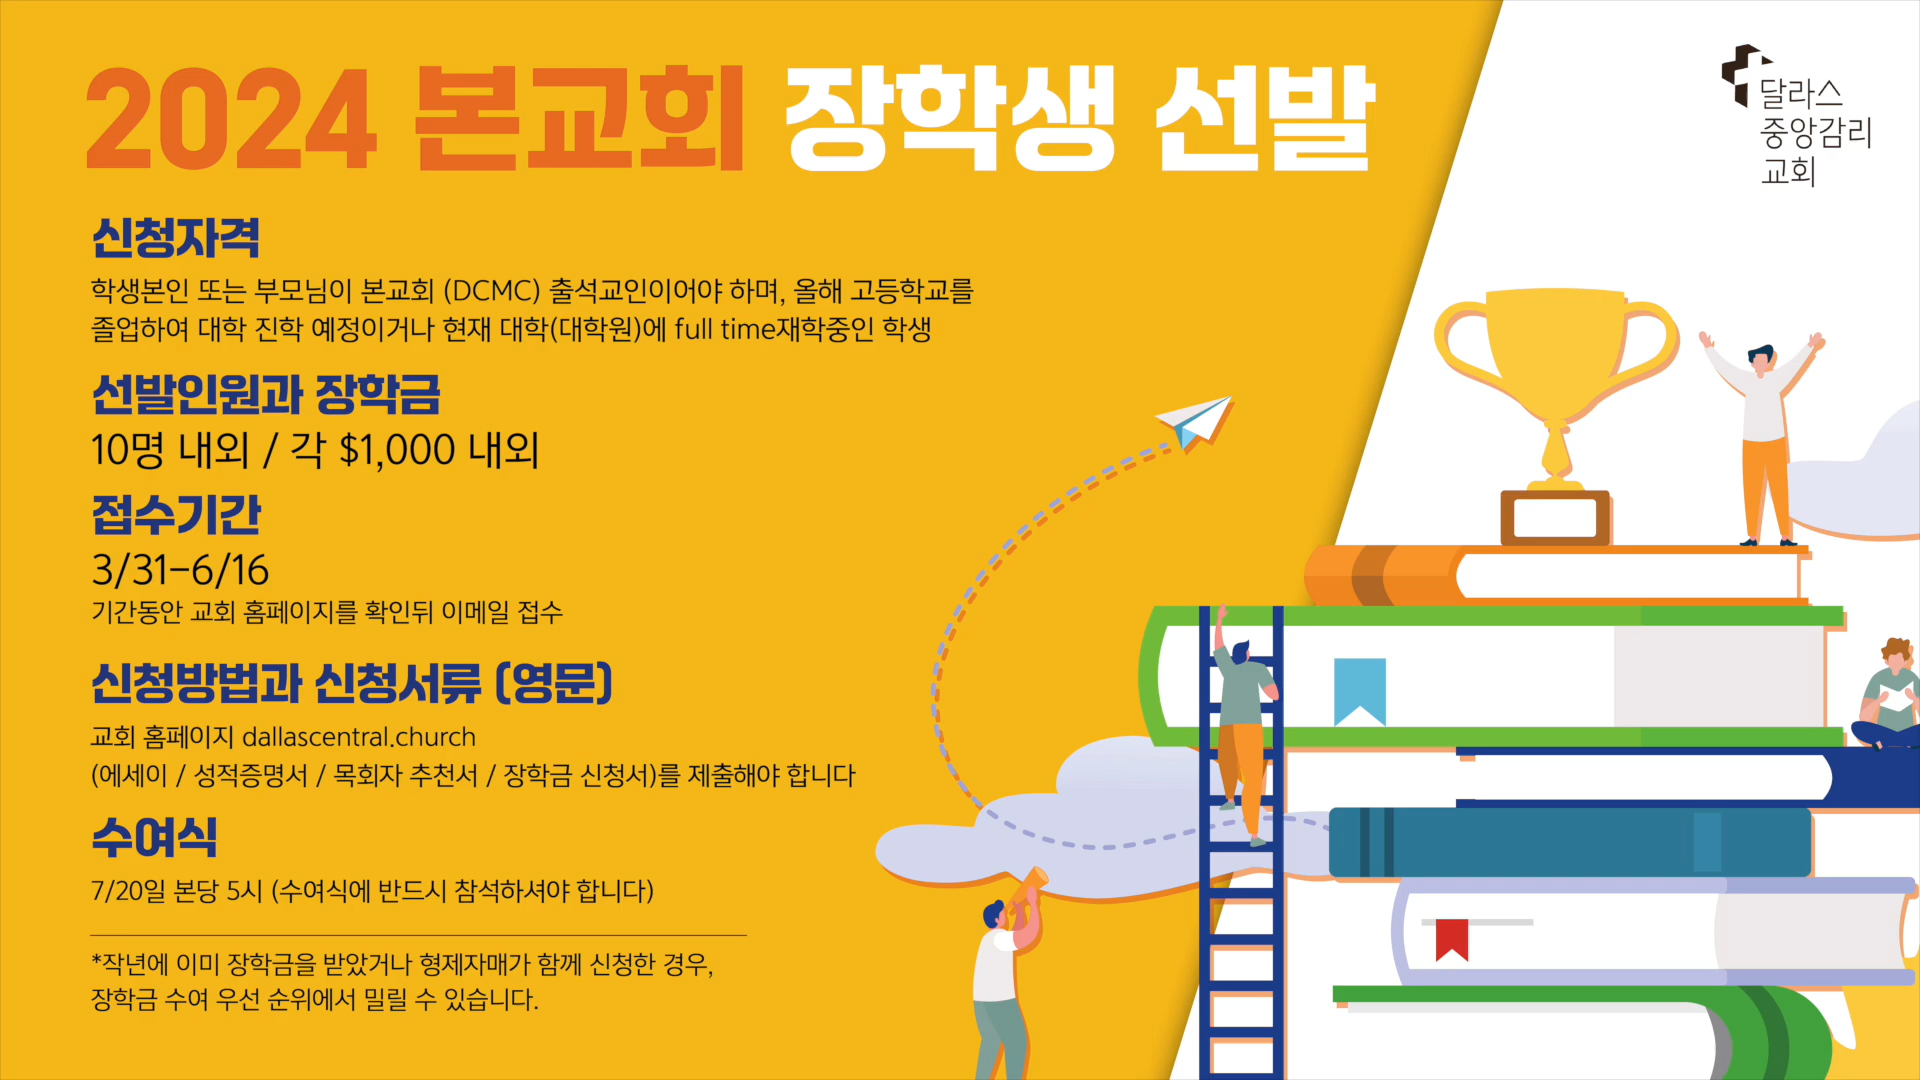 2024 본교회 장학생 선발
달라스
중앙감리
교회
신청자격
학생본인 또는 부모님이 본교회 (DCMC) 출석교인이어야 하며, 올해 고등학교를
졸업하여 대학 진학 예정이거나 현재 대학(대학원)에 full time재학중인 학생
선발인원과 장학금
10명 내외 / 각 $1,000 내외
접수기간
3/31-6/16
기간동안 교회 홈페이지를 확인뒤 이메일 접수
신청방법과 신청서류 (영문)
교회 홈페이지 dallascentral.church
(에세이 / 성적증명서 / 목회자 추천서 / 장학금 신청서)를 제출해야 합니다
수여식
7/20일 본당 5시 (수여식에 반드시 참석하셔야 합니다)
*작년에 이미 장학금을 받았거나 형제자매가 함께 신청한 경우,
장학금 수여 우선 순위에서 밀릴 수 있습니다.